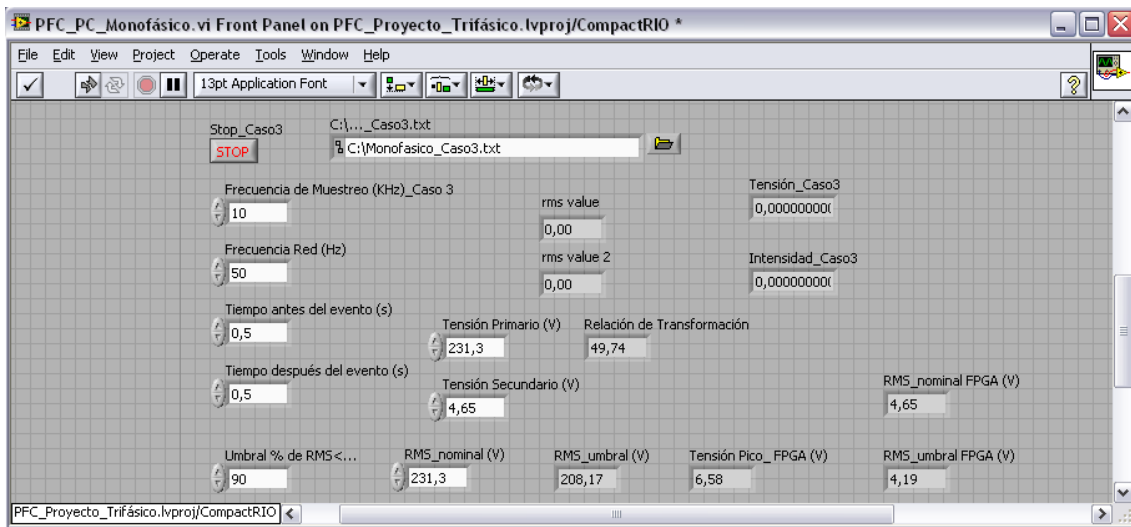 PFC_PC_Monofásico.vi Front Panel on PFC_Proyecto_Trifásico.lvproj/CompactRIO *
File Edit View Project Operate Tools Window Help
13pt Application Font
Stop_Caso3
STOP
C:\..._Caso3.txt
C:\Monofasico_Caso3.txt
Frecuencia de Muestreo (KHz)_Caso 3
10
rms value
0,00
Tensión_Caso3
0,00000000(
Frecuencia Red (Hz)
50
rms value 2
0,00
Intensidad_Caso3
0,00000000(
Tiempo antes del evento (s)
0,5
Tensión Primario (V)
231,3
Relación de Transformación
49,74
Tiempo después del evento (s)
0,5
Tensión Secundario (V)
4,65
RMS_nominal FPGA (V)
4,65
Umbral % de RMS<...
90
RMS_nominal (V)
231,3
RMS_umbral (V)
208,17
Tensión Pico_ FPGA (V)
6,58
RMS_umbral FPGA (V)
4,19
PFC_Proyecto_Trifásico.lvproj/CompactRIO